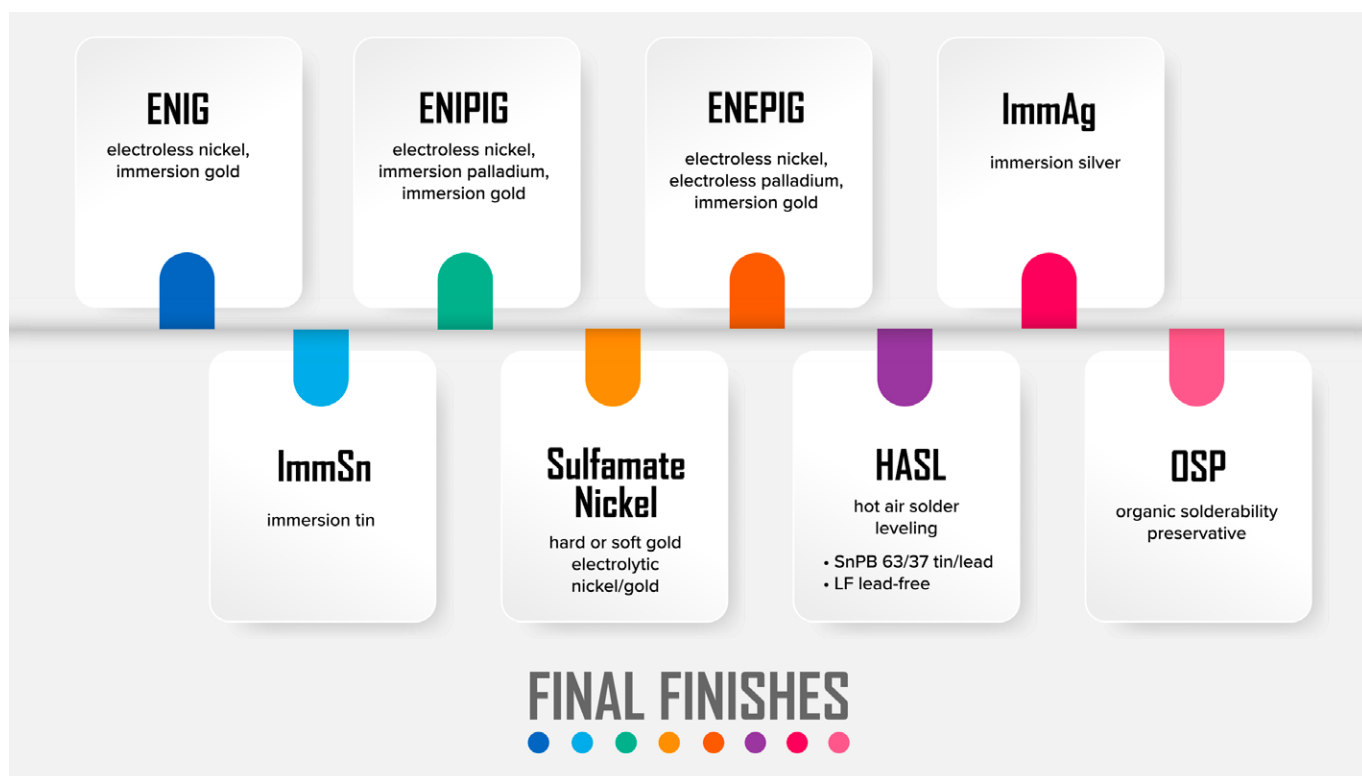 ENIG
electroless nickel,
immersion gold
ENIPIG
electroless nickel,
immersion palladium,
immersion gold
ENEPIG
electroless nickel,
electroless palladium,
immersion gold
ImmAg
immersion silver
ImmSn
immersion tin
Sulfamate
Nickel
hard or soft gold
electrolytic
nickel/gold
HASL
hot air solder
leveling
• SnPB 63/37 tin/lead
• LF lead-free
OSP
organic solderability
preservative
FINAL FINISHES